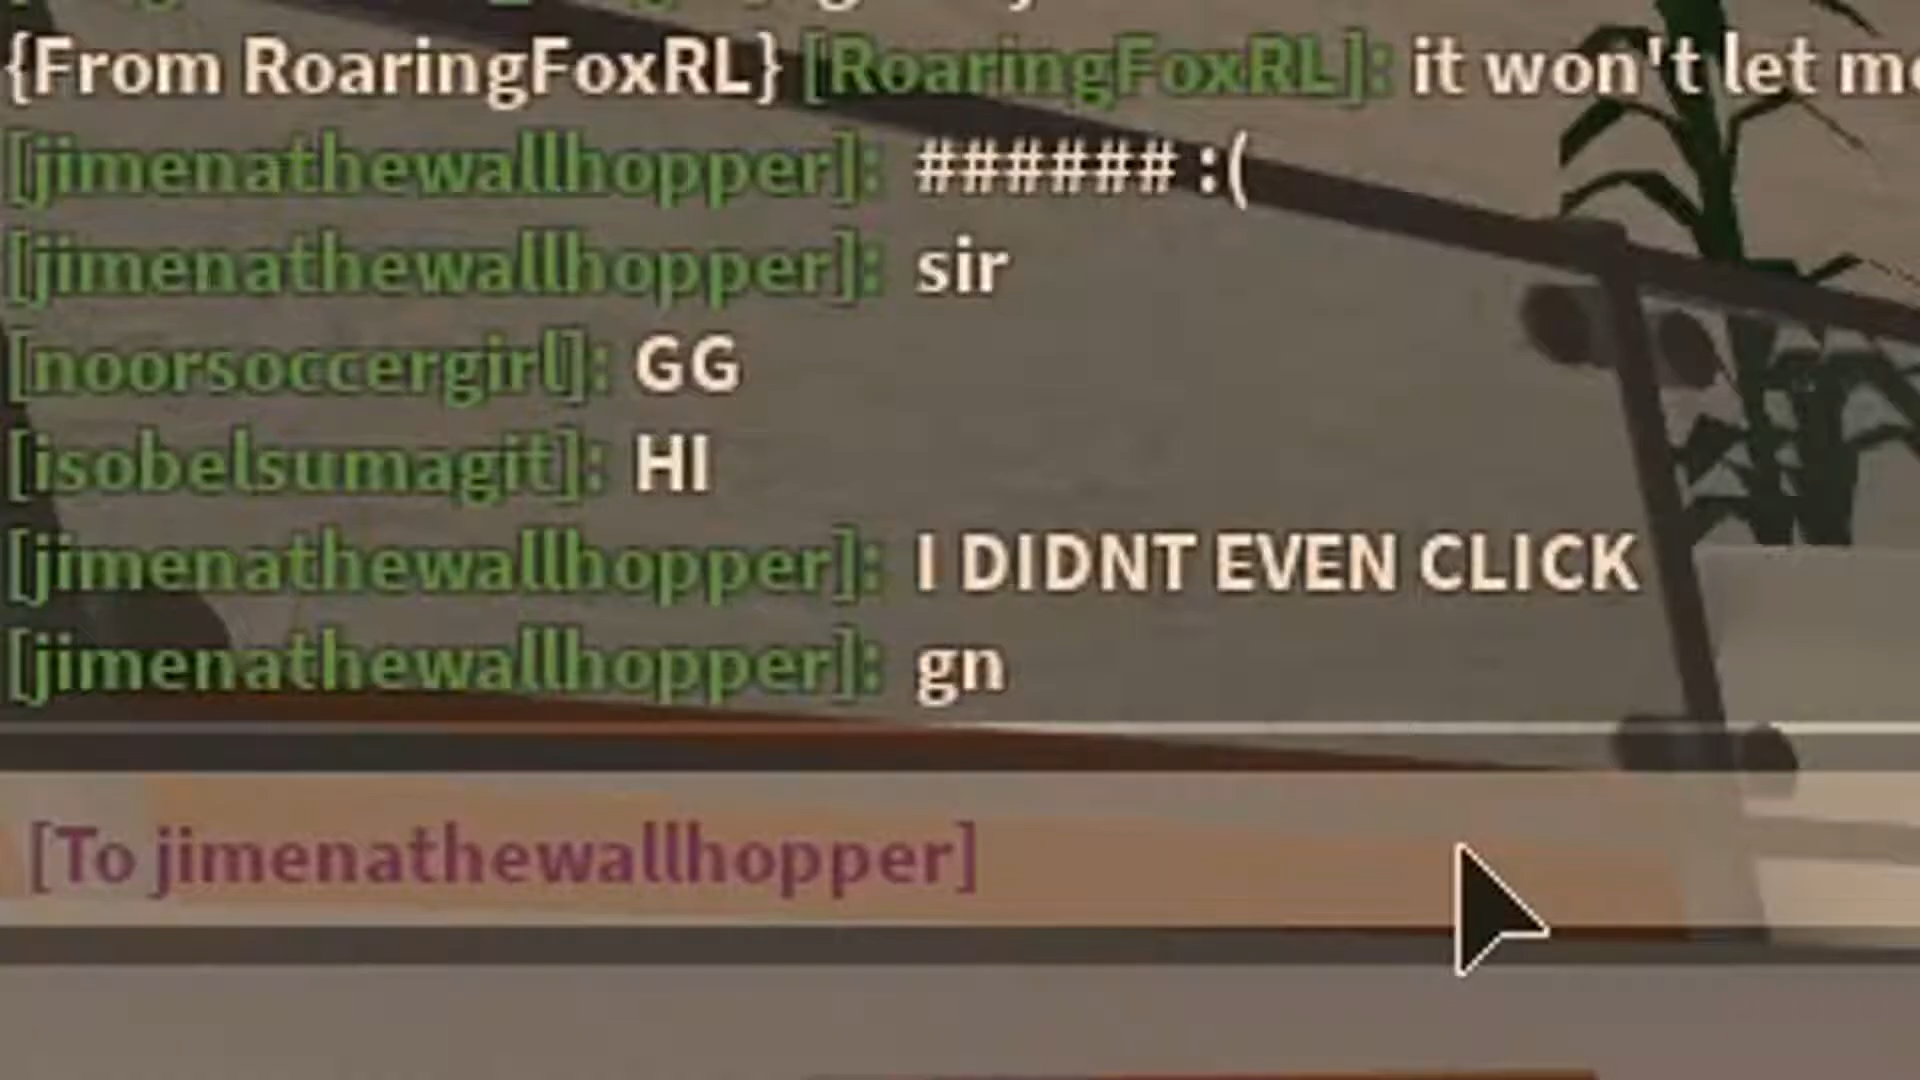 {From RoaringFoxRL} [RoaringFoxRL]: it won't let
[jimenathewallhopper]: ###### :(
[jimenathewallhopper]: sir
[noorsoccergirl]: GG
[isobelsumagit]: HI
[jimenathewallhopper]: I DIDNT EVEN CLICK
[jimenathewallhopper]: gn
[To jimenathewallhopper]